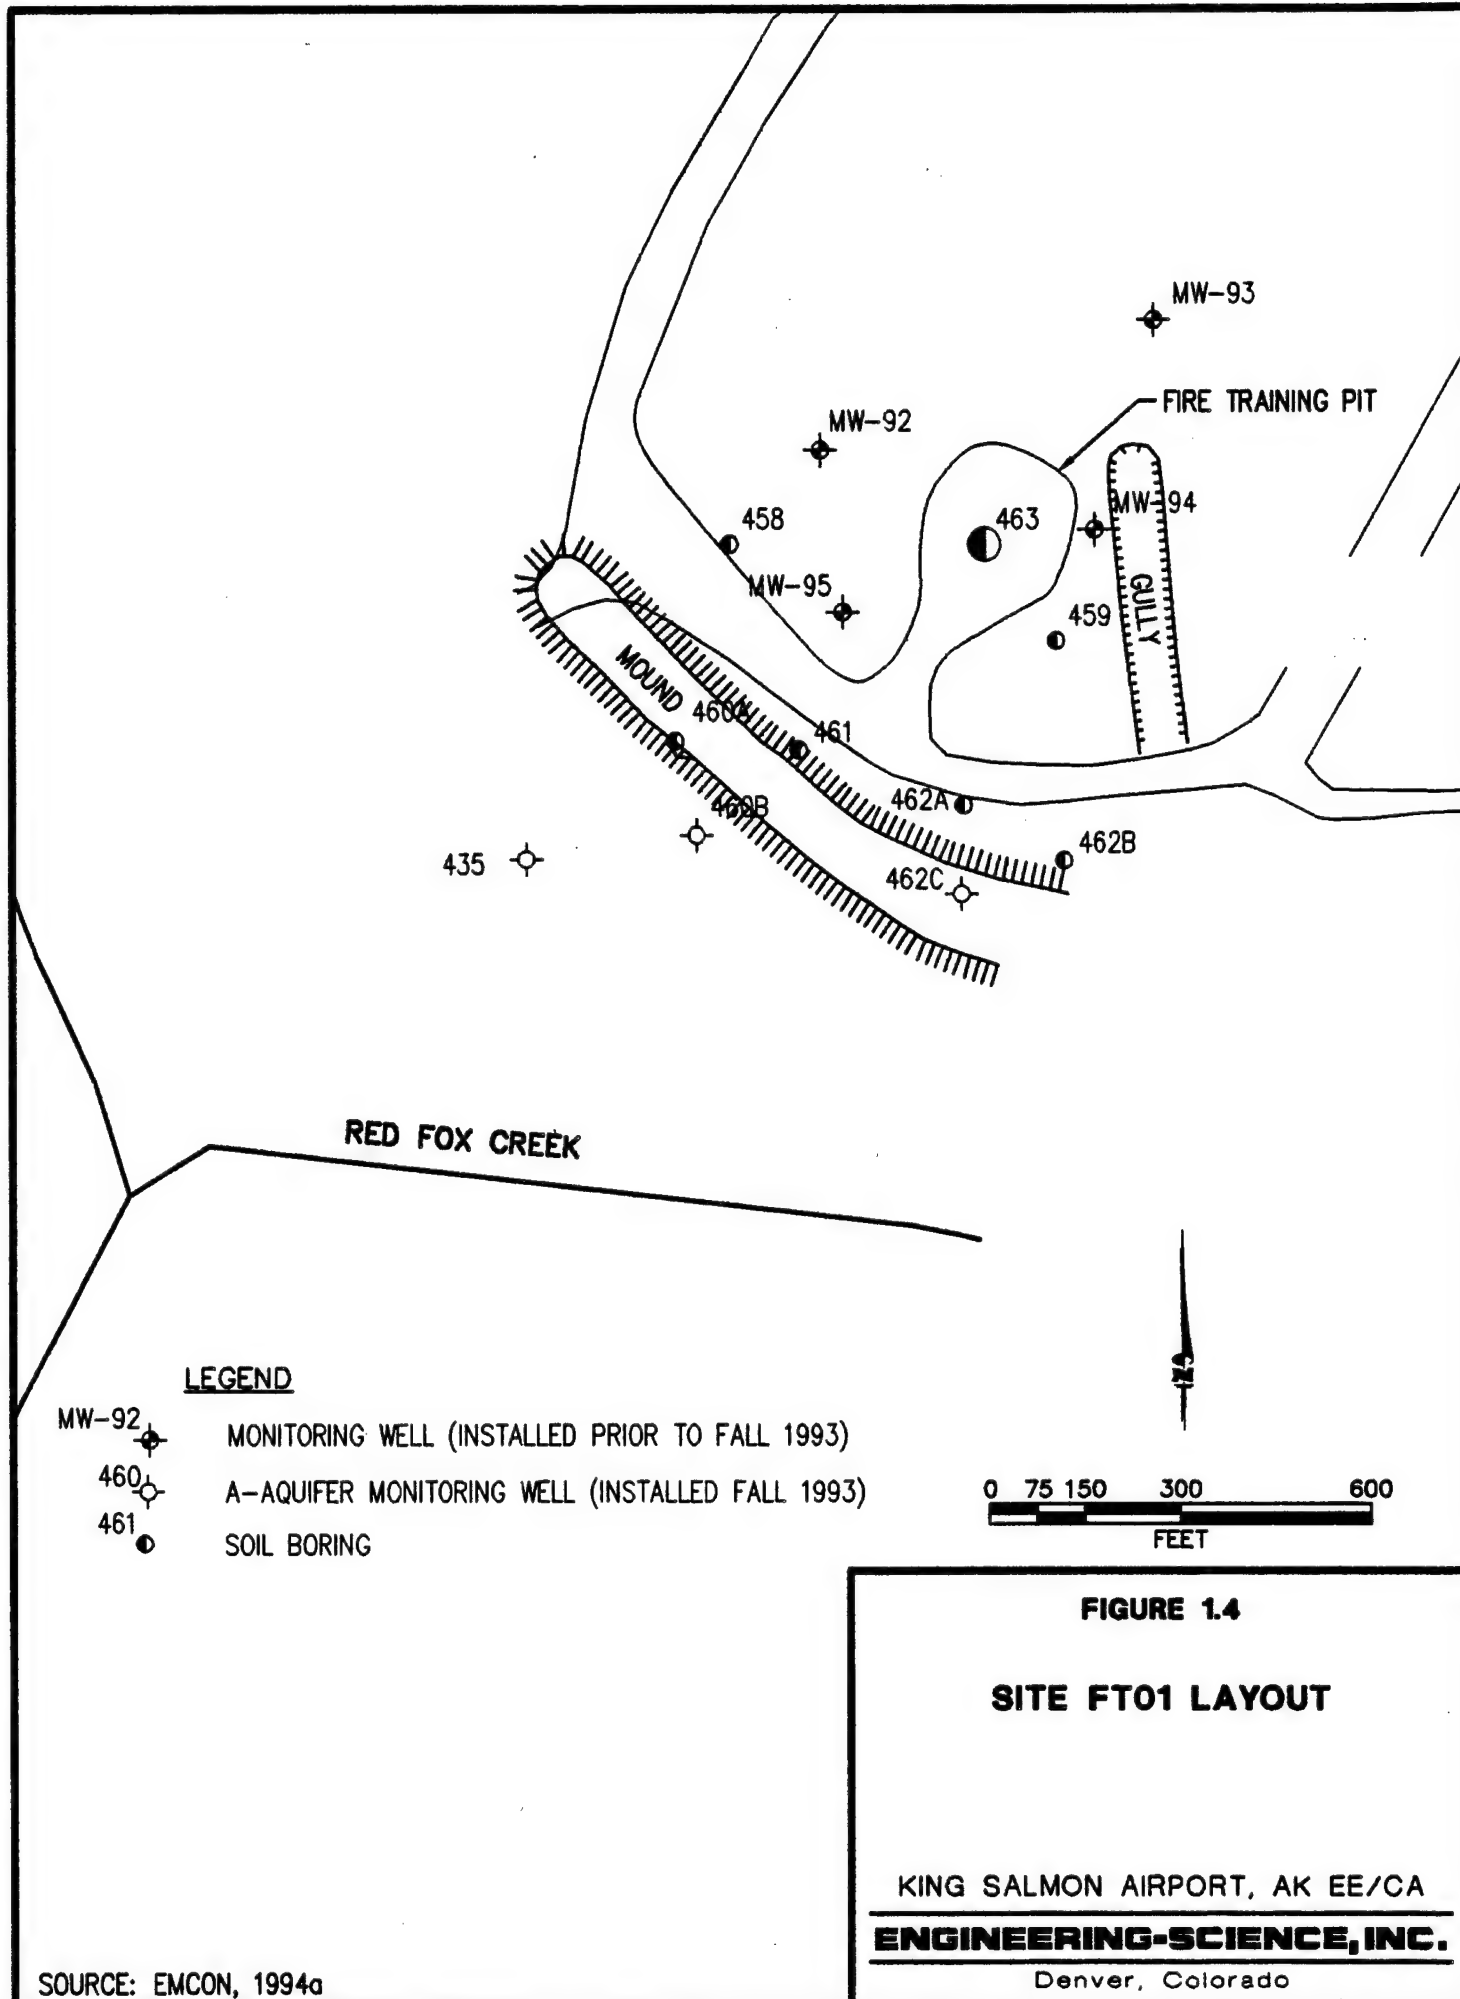 MW-93
FIRE TRAINING PIT
MW-92
MW-94
458
463
MW-95
GULLY
459
MOUND
460A
461
462A
460B
462B
435
462C
RED FOX CREEK
N
LEGEND
MW-92 MONITORING WELL (INSTALLED PRIOR TO FALL 1993)
460 A-AQUIFER MONITORING WELL (INSTALLED FALL 1993)
461 SOIL BORING
0 75 150 300 600
FEET
FIGURE 1.4
SITE FT01 LAYOUT
KING SALMON AIRPORT, AK EE/CA
ENGINEERING-SCIENCE, INC.
Denver, Colorado
SOURCE: EMCON, 1994a